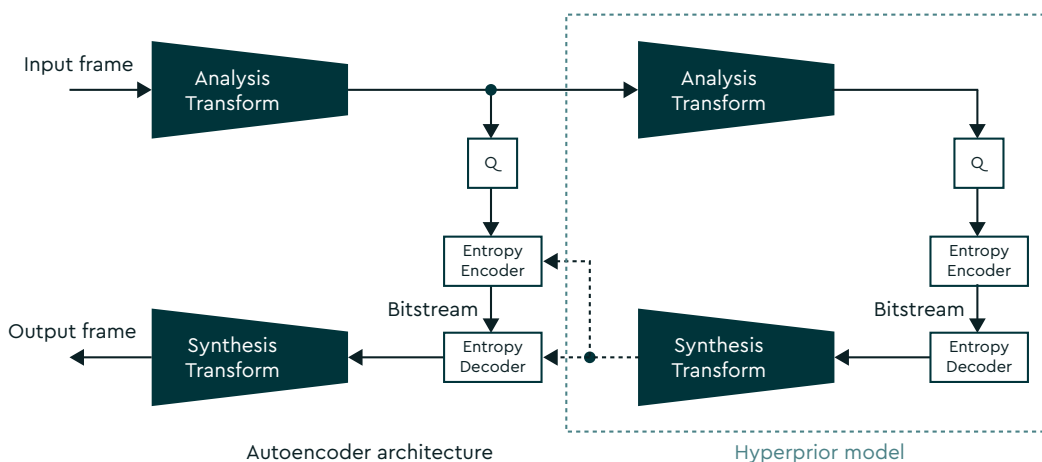 Input frame
Analysis
Transform
Analysis
Transform
Q
Q
Entropy
Encoder
Entropy
Encoder
Bitstream
Bitstream
Output frame
Synthesis
Transform
Entropy
Decoder
Synthesis
Transform
Entropy
Decoder
Autoencoder architecture
Hyperprior model